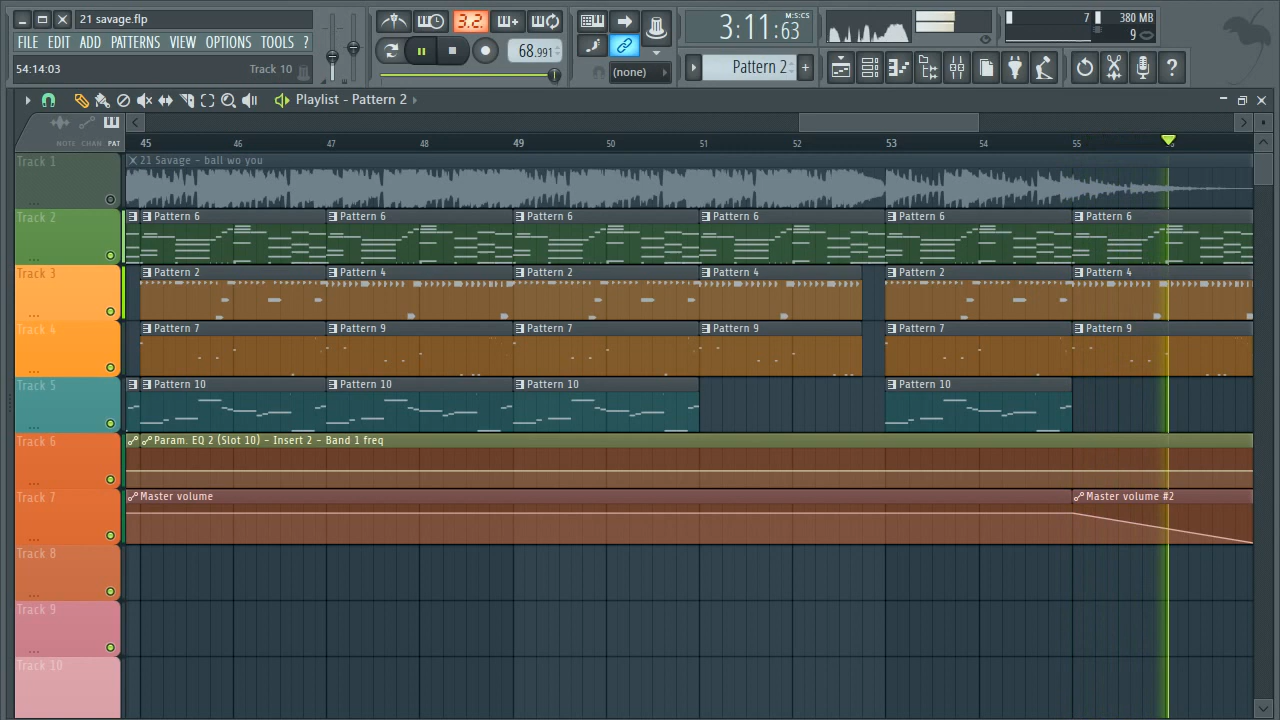 21 savage.flp
FILE EDIT ADD PATTERNS VIEW OPTIONS TOOLS ?
54:14:03 Track 10
3.2.
68.991
(none)
M:S:CS
3:11:63
Pattern 2
7 380 MB
9
Playlist - Pattern 2
NOTE CHAN PAT
45 46 47 48 49 50 51 52 53 54 55
Track 1
21 Savage - ball wo you
Track 2
Pattern 6 Pattern 6 Pattern 6 Pattern 6 Pattern 6 Pattern 6
Track 3
Pattern 2 Pattern 4 Pattern 2 Pattern 4 Pattern 2 Pattern 4
Track 4
Pattern 7 Pattern 9 Pattern 7 Pattern 9 Pattern 7 Pattern 9
Track 5
Pattern 10 Pattern 10 Pattern 10 Pattern 10
Track 6
Param. EQ 2 (Slot 10) - Insert 2 - Band 1 freq
Track 7
Master volume Master volume #2
Track 8
Track 9
Track 10